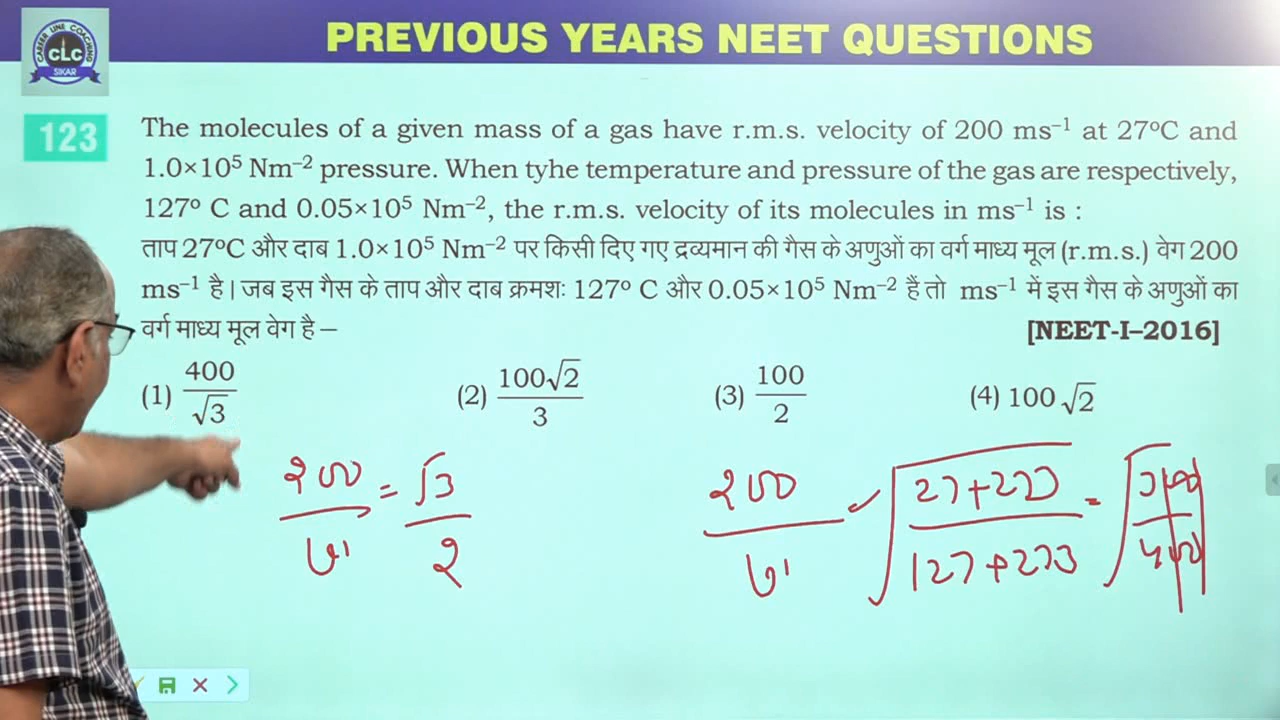 CAREER LINE COACHING
CLC
SIKAR
PREVIOUS YEARS NEET QUESTIONS
123
The molecules of a given mass of a gas have r.m.s. velocity of 200 ms⁻¹ at 27ºC and
1.0×10⁵ Nm⁻² pressure. When tyhe temperature and pressure of the gas are respectively,
127º C and 0.05×10⁵ Nm⁻², the r.m.s. velocity of its molecules in ms⁻¹ is :
ताप 27ºC और दाब 1.0×10⁵ Nm⁻² पर किसी दिए गए द्रव्यमान की गैस के अणुओं का वर्ग माध्य मूल (r.m.s.) वेग 200
ms⁻¹ है। जब इस गैस के ताप और दाब क्रमशः 127º C और 0.05×10⁵ Nm⁻² हैं तो ms⁻¹ में इस गैस के अणुओं का
वर्ग माध्य मूल वेग है–
[NEET-I–2016]
(1) 400/√3 (2) 100√2/3 (3) 100/2 (4) 100√2
200/v' = √3/2
200/v' = √(27+273/127+273) = √(300/400)